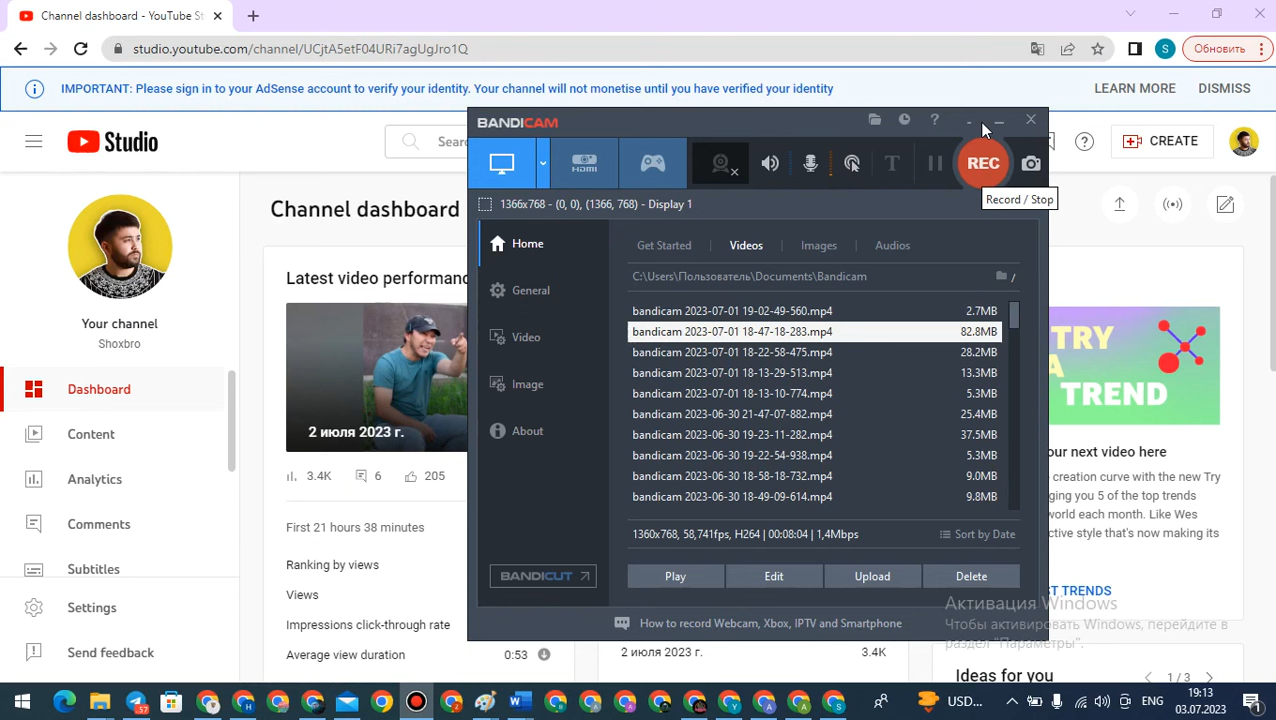 Channel dashboard - YouTube St
studio.youtube.com/channel/UCjtA5etF04URi7agUgJro1Q
S
Обновить
IMPORTANT: Please sign in to your AdSense account to verify your identity. Your channel will not monetise until you have verified your identity
LEARN MORE
DISMISS
Studio
CREATE
Your channel
Shoxbro
Dashboard
Content
Analytics
Comments
Subtitles
Settings
Send feedback
Channel dashboard
Latest video performanc
2 июля 2023 г.
3.4K
6
205
First 21 hours 38 minutes
Ranking by views
Views
Impressions click-through rate
Average view duration
0:53
BANDICAM
HDMI
T
REC
Record / Stop
1366x768 - (0, 0), (1366, 768) - Display 1
Home
General
Video
Image
About
BANDICUT
Get Started
Videos
Images
Audios
C:\Users\Пользователь\Documents\Bandicam
/
bandicam 2023-07-01 19-02-49-560.mp4 2.7MB
bandicam 2023-07-01 18-47-18-283.mp4 82.8MB
bandicam 2023-07-01 18-22-58-475.mp4 28.2MB
bandicam 2023-07-01 18-13-29-513.mp4 13.3MB
bandicam 2023-07-01 18-13-10-774.mp4 5.3MB
bandicam 2023-06-30 21-47-07-882.mp4 25.4MB
bandicam 2023-06-30 19-23-11-282.mp4 37.5MB
bandicam 2023-06-30 19-22-54-938.mp4 5.3MB
bandicam 2023-06-30 18-58-18-732.mp4 9.0MB
bandicam 2023-06-30 18-49-09-614.mp4 9.8MB
1360x768, 58,741fps, H264 | 00:08:04 | 1,4Mbps
Sort by Date
Play
Edit
Upload
Delete
How to record Webcam, Xbox, IPTV and Smartphone
2 июля 2023 г.
3.4K
TRY
A
TREND
our next video here
creation curve with the new Try
nging you 5 of the top trends
world each month. Like Wes
ctive style that's now making its
ST TRENDS
Ideas for you
1 / 3
Активация Windows
Чтобы активировать Windows, перейдите в
раздел "Параметры".
57
USD...
ENG
19:13
03.07.2023
1